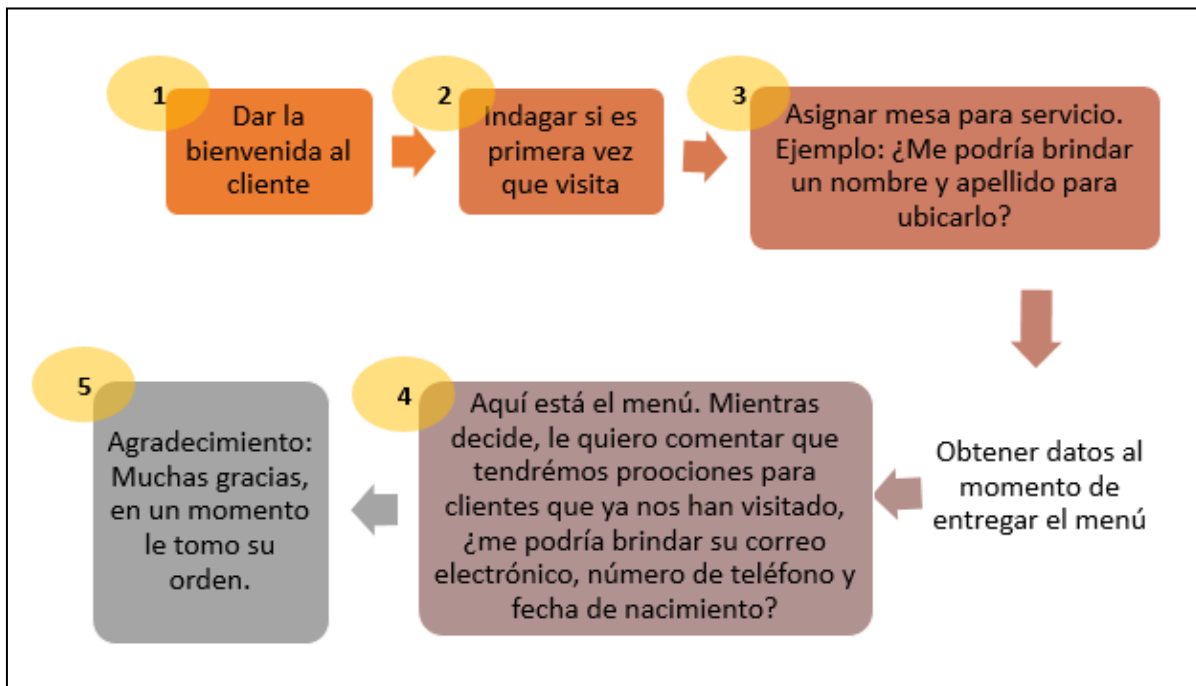 1
Dar la
bienvenida al
cliente
2
Indagar si es
primera vez
que visita
3
Asignar mesa para servicio.
Ejemplo: ¿Me podría brindar
un nombre y apellido para
ubicarlo?
Obtener datos al
momento de
entregar el menú
4
Aquí está el menú. Mientras
decide, le quiero comentar que
tendrémos proociones para
clientes que ya nos han visitado,
¿me podría brindar su correo
electrónico, número de teléfono y
fecha de nacimiento?
5
Agradecimiento:
Muchas gracias,
en un momento
le tomo su
orden.